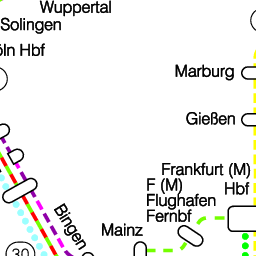 Wuppertal
Solingen
öln Hbf
Marburg
Gießen
Frankfurt (M)
Hbf
F (M)
Flughafen
Fernbf
Mainz
Bingen
30